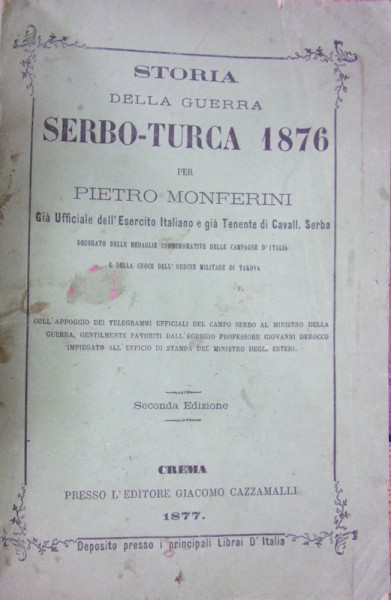 STORIA
DELLA GUERRA
SERBO-TURCA 1876
PER
PIETRO MONFERINI
Già Ufficiale dell'Esercito Italiano e già Tenente di Cavall. Serba
DECORATO DELLE MEDAGLIE COMMEMORATIVE DELLE CAMPAGNE D'ITALIA
E DELLA CROCE DELL'ORDINE MILITARE DI TAKOVA
COLL'APPOGGIO DEI TELEGRAMMI UFFICIALI DEL CAMPO SERBO AL MINISTRO DELLA
GUERRA, GENTILMENTE FAVORITI DALL'EGREGIO PROFESSORE GIOVANNI DEROCCO
IMPIEGATO ALL'UFFICIO DI STAMPA DEL MINISTRO DEGL. ESTERI.
Seconda Edizione
CREMA
PRESSO L'EDITORE GIACOMO CAZZAMALLI
1877.
Deposito presso i principali Librai D'Italia